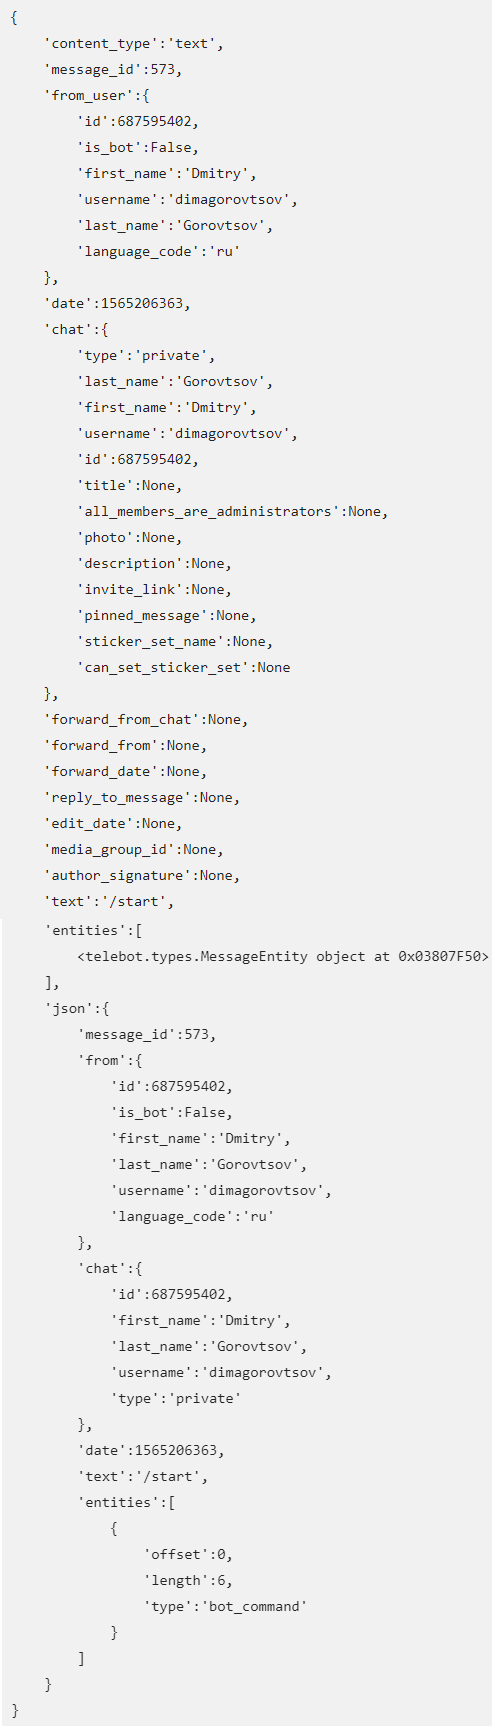 {
    'content_type':'text',
    'message_id':573,
    'from_user':{
        'id':687595402,
        'is_bot':False,
        'first_name':'Dmitry',
        'username':'dimagorovtsov',
        'last_name':'Gorovtsov',
        'language_code':'ru'
    },
    'date':1565206363,
    'chat':{
        'type':'private',
        'last_name':'Gorovtsov',
        'first_name':'Dmitry',
        'username':'dimagorovtsov',
        'id':687595402,
        'title':None,
        'all_members_are_administrators':None,
        'photo':None,
        'description':None,
        'invite_link':None,
        'pinned_message':None,
        'sticker_set_name':None,
        'can_set_sticker_set':None
    },
    'forward_from_chat':None,
    'forward_from':None,
    'forward_date':None,
    'reply_to_message':None,
    'edit_date':None,
    'media_group_id':None,
    'author_signature':None,
    'text':'/start',
    'entities':[
        <telebot.types.MessageEntity object at 0x03807F50>
    ],
    'json':{
        'message_id':573,
        'from':{
            'id':687595402,
            'is_bot':False,
            'first_name':'Dmitry',
            'last_name':'Gorovtsov',
            'username':'dimagorovtsov',
            'language_code':'ru'
        },
        'chat':{
            'id':687595402,
            'first_name':'Dmitry',
            'last_name':'Gorovtsov',
            'username':'dimagorovtsov',
            'type':'private'
        },
        'date':1565206363,
        'text':'/start',
        'entities':[
            {
                'offset':0,
                'length':6,
                'type':'bot_command'
            }
        ]
    }
}